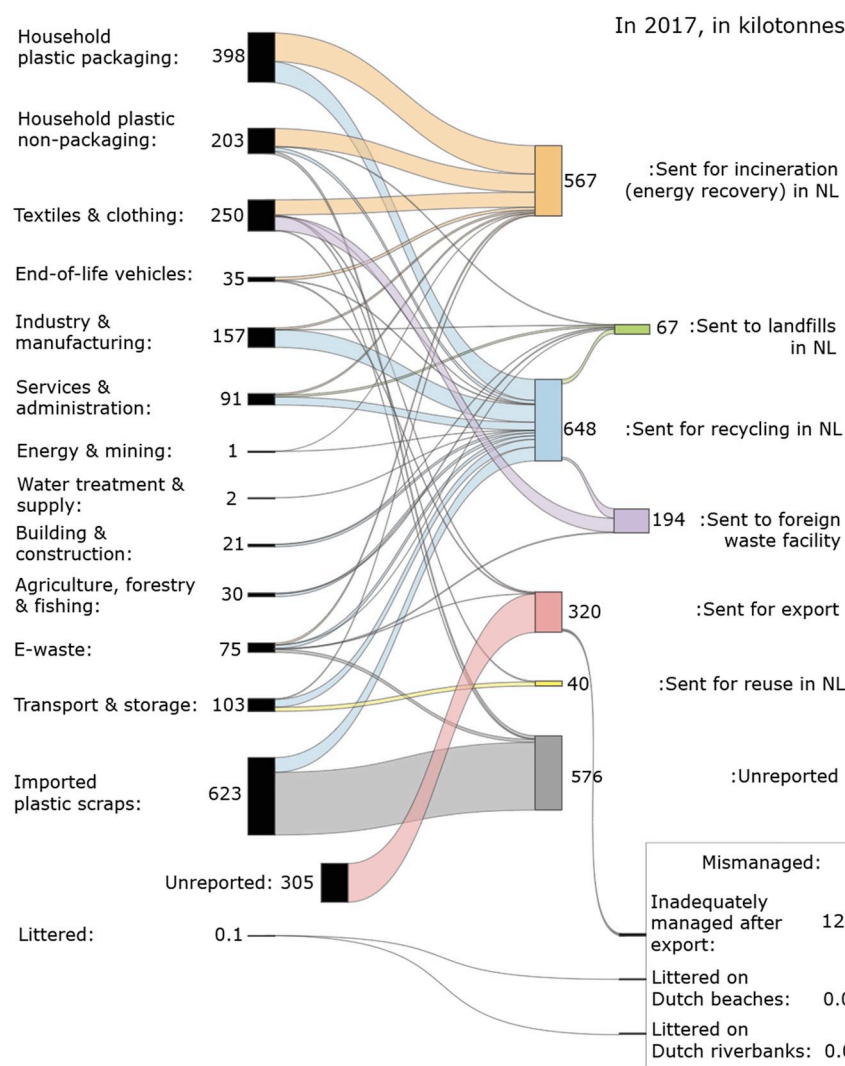 In 2017, in kilotonnes
Household
plastic packaging: 398
Household plastic
non-packaging: 203
Textiles & clothing: 250
End-of-life vehicles: 35
Industry &
manufacturing: 157
Services &
administration: 91
Energy & mining: 1
Water treatment &
supply: 2
Building &
construction: 21
Agriculture, forestry
& fishing: 30
E-waste: 75
Transport & storage: 103
Imported
plastic scraps: 623
Unreported: 305
Littered: 0.1
567 :Sent for incineration
(energy recovery) in NL
67 :Sent to landfills
in NL
648 :Sent for recycling in NL
194 :Sent to foreign
waste facility
320 :Sent for export
40 :Sent for reuse in NL
576 :Unreported
Mismanaged:
Inadequately
managed after 12
export:
Littered on
Dutch beaches: 0.0
Littered on
Dutch riverbanks: 0.0